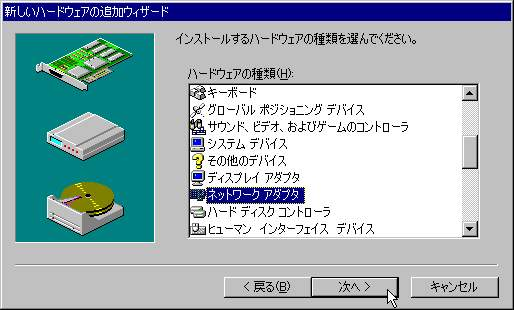 新しいハードウェアの追加ウィザード
インストールするハードウェアの種類を選んでください。
ハードウェアの種類(H):
キーボード
グローバル ポジショニング デバイス
サウンド、ビデオ、およびゲームのコントローラ
システム デバイス
その他のデバイス
ディスプレイ アダプタ
ネットワーク アダプタ
ハード ディスク コントローラ
ヒューマン インターフェイス デバイス
< 戻る(B)
次へ >
キャンセル